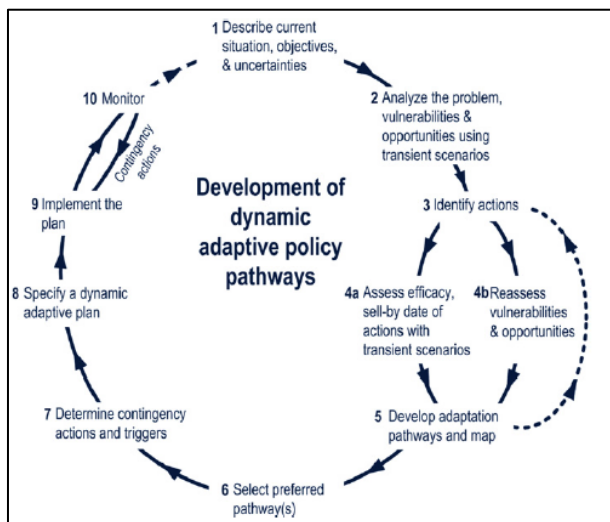 1 Describe current
situation, objectives,
& uncertainties
2 Analyze the problem,
vulnerabilities &
opportunities using
transient scenarios
3 Identify actions
4a Assess efficacy,
sell-by date of
actions with
transient scenarios
4b Reassess
vulnerabilities
& opportunities
5 Develop adaptation
pathways and map
6 Select preferred
pathway(s)
7 Determine contingency
actions and triggers
8 Specify a dynamic
adaptive plan
9 Implement the
plan
10 Monitor
Contingency
actions
Development of
dynamic
adaptive policy
pathways